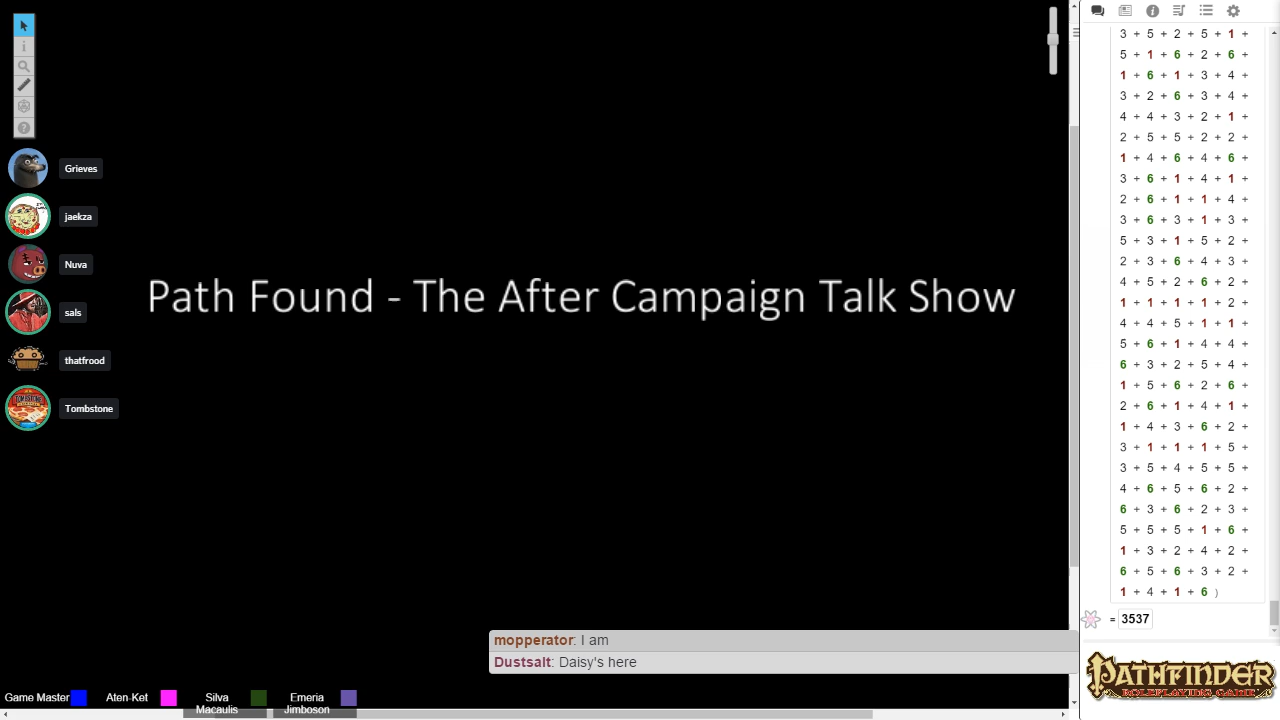 Grieves
jaekza
Nuva
sals
thatfrood
Tombstone
Path Found - The After Campaign Talk Show
mopperator: I am
Dustsalt: Daisy's here
Game Master
Aten-Ket
Silva
Macaulis
Emeria
Jimboson
3 + 5 + 2 + 5 + 1 +
5 + 1 + 6 + 2 + 6 +
1 + 6 + 1 + 3 + 4 +
3 + 2 + 6 + 3 + 4 +
4 + 4 + 3 + 2 + 1 +
2 + 5 + 5 + 2 + 2 +
1 + 4 + 6 + 4 + 6 +
3 + 6 + 1 + 4 + 1 +
2 + 6 + 1 + 1 + 4 +
3 + 6 + 3 + 1 + 3 +
5 + 3 + 1 + 5 + 2 +
2 + 3 + 6 + 4 + 3 +
4 + 5 + 2 + 6 + 2 +
1 + 1 + 1 + 1 + 2 +
4 + 4 + 5 + 1 + 1 +
5 + 6 + 1 + 4 + 4 +
6 + 3 + 2 + 5 + 4 +
1 + 5 + 6 + 2 + 6 +
2 + 6 + 1 + 4 + 1 +
1 + 4 + 3 + 6 + 2 +
3 + 1 + 1 + 1 + 5 +
3 + 5 + 4 + 5 + 5 +
4 + 6 + 5 + 6 + 2 +
6 + 3 + 6 + 2 + 3 +
5 + 5 + 5 + 1 + 6 +
1 + 3 + 2 + 4 + 2 +
6 + 5 + 6 + 3 + 2 +
1 + 4 + 1 + 6 )
= 3537
PATHFINDER
ROLEPLAYING GAME